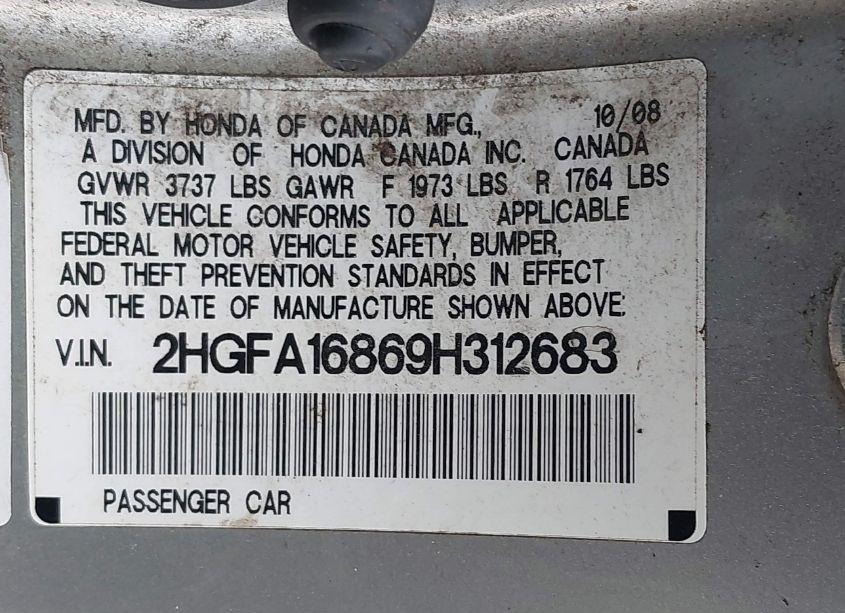 MFD. BY HONDA OF CANADA MFG., 10/08
A DIVISION OF HONDA CANADA INC. CANADA
GVWR 3737 LBS GAWR F 1973 LBS R 1764 LBS
THIS VEHICLE CONFORMS TO ALL APPLICABLE
FEDERAL MOTOR VEHICLE SAFETY, BUMPER,
AND THEFT PREVENTION STANDARDS IN EFFECT
ON THE DATE OF MANUFACTURE SHOWN ABOVE:
V.I.N. 2HGFA16869H312683
PASSENGER CAR